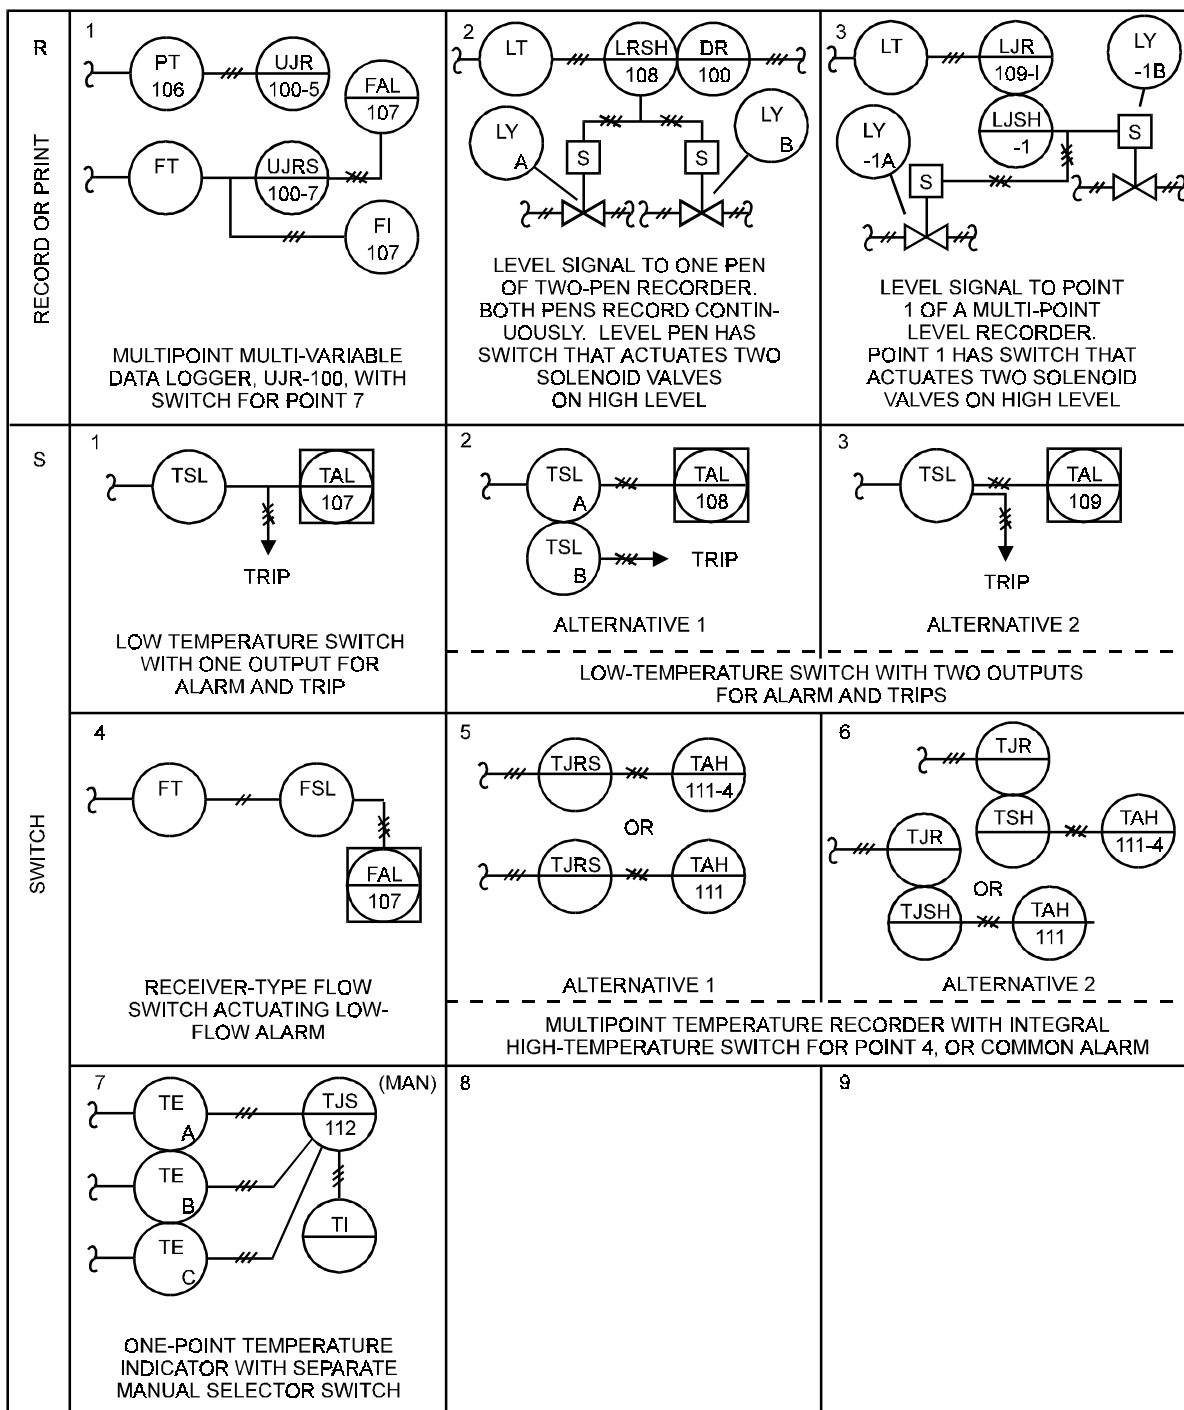 R
RECORD OR PRINT
1
PT
106
UJR
100-5
FAL
107
FT
UJRS
100-7
FI
107
MULTIPOINT MULTI-VARIABLE
DATA LOGGER, UJR-100, WITH
SWITCH FOR POINT 7
2
LT
LRSH
108
DR
100
LY
A
S
S
LY
B
LEVEL SIGNAL TO ONE PEN
OF TWO-PEN RECORDER.
BOTH PENS RECORD CONTIN-
UOUSLY. LEVEL PEN HAS
SWITCH THAT ACTUATES TWO
SOLENOID VALVES
ON HIGH LEVEL
3
LT
LJR
109-I
LY
-1B
LJSH
-1
S
LY
-1A
S
LEVEL SIGNAL TO POINT
1 OF A MULTI-POINT
LEVEL RECORDER.
POINT 1 HAS SWITCH THAT
ACTUATES TWO SOLENOID
VALVES ON HIGH LEVEL
S
SWITCH
1
TSL
TAL
107
TRIP
LOW TEMPERATURE SWITCH
WITH ONE OUTPUT FOR
ALARM AND TRIP
2
TSL
A
TAL
108
TSL
B
TRIP
ALTERNATIVE 1
3
TSL
TAL
109
TRIP
ALTERNATIVE 2
LOW-TEMPERATURE SWITCH WITH TWO OUTPUTS
FOR ALARM AND TRIPS
4
FT
FSL
FAL
107
RECEIVER-TYPE FLOW
SWITCH ACTUATING LOW-
FLOW ALARM
5
TJRS
TAH
111-4
OR
TJRS
TAH
111
ALTERNATIVE 1
6
TJR
TSH
TAH
111-4
TJR
OR
TJSH
TAH
111
ALTERNATIVE 2
MULTIPOINT TEMPERATURE RECORDER WITH INTEGRAL
HIGH-TEMPERATURE SWITCH FOR POINT 4, OR COMMON ALARM
7
(MAN)
TE
A
TJS
112
TE
B
TI
TE
C
ONE-POINT TEMPERATURE
INDICATOR WITH SEPARATE
MANUAL SELECTOR SWITCH
8
9